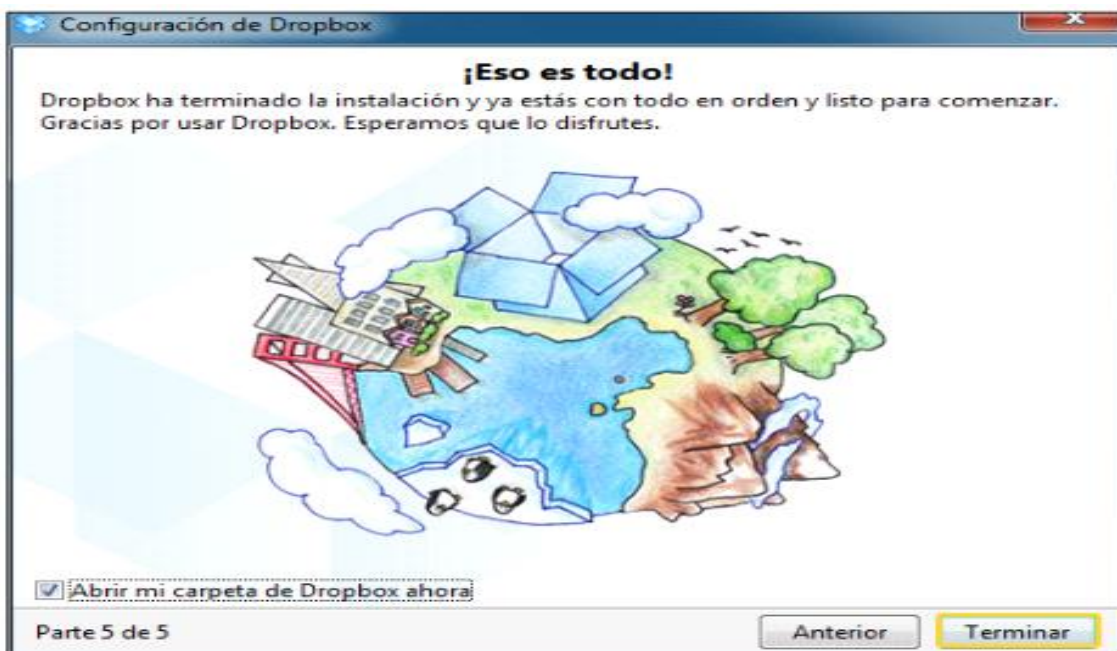 Configuración de Dropbox
¡Eso es todo!
Dropbox ha terminado la instalación y ya estás con todo en orden y listo para comenzar.
Gracias por usar Dropbox. Esperamos que lo disfrutes.
Abrir mi carpeta de Dropbox ahora
Parte 5 de 5
Anterior
Terminar